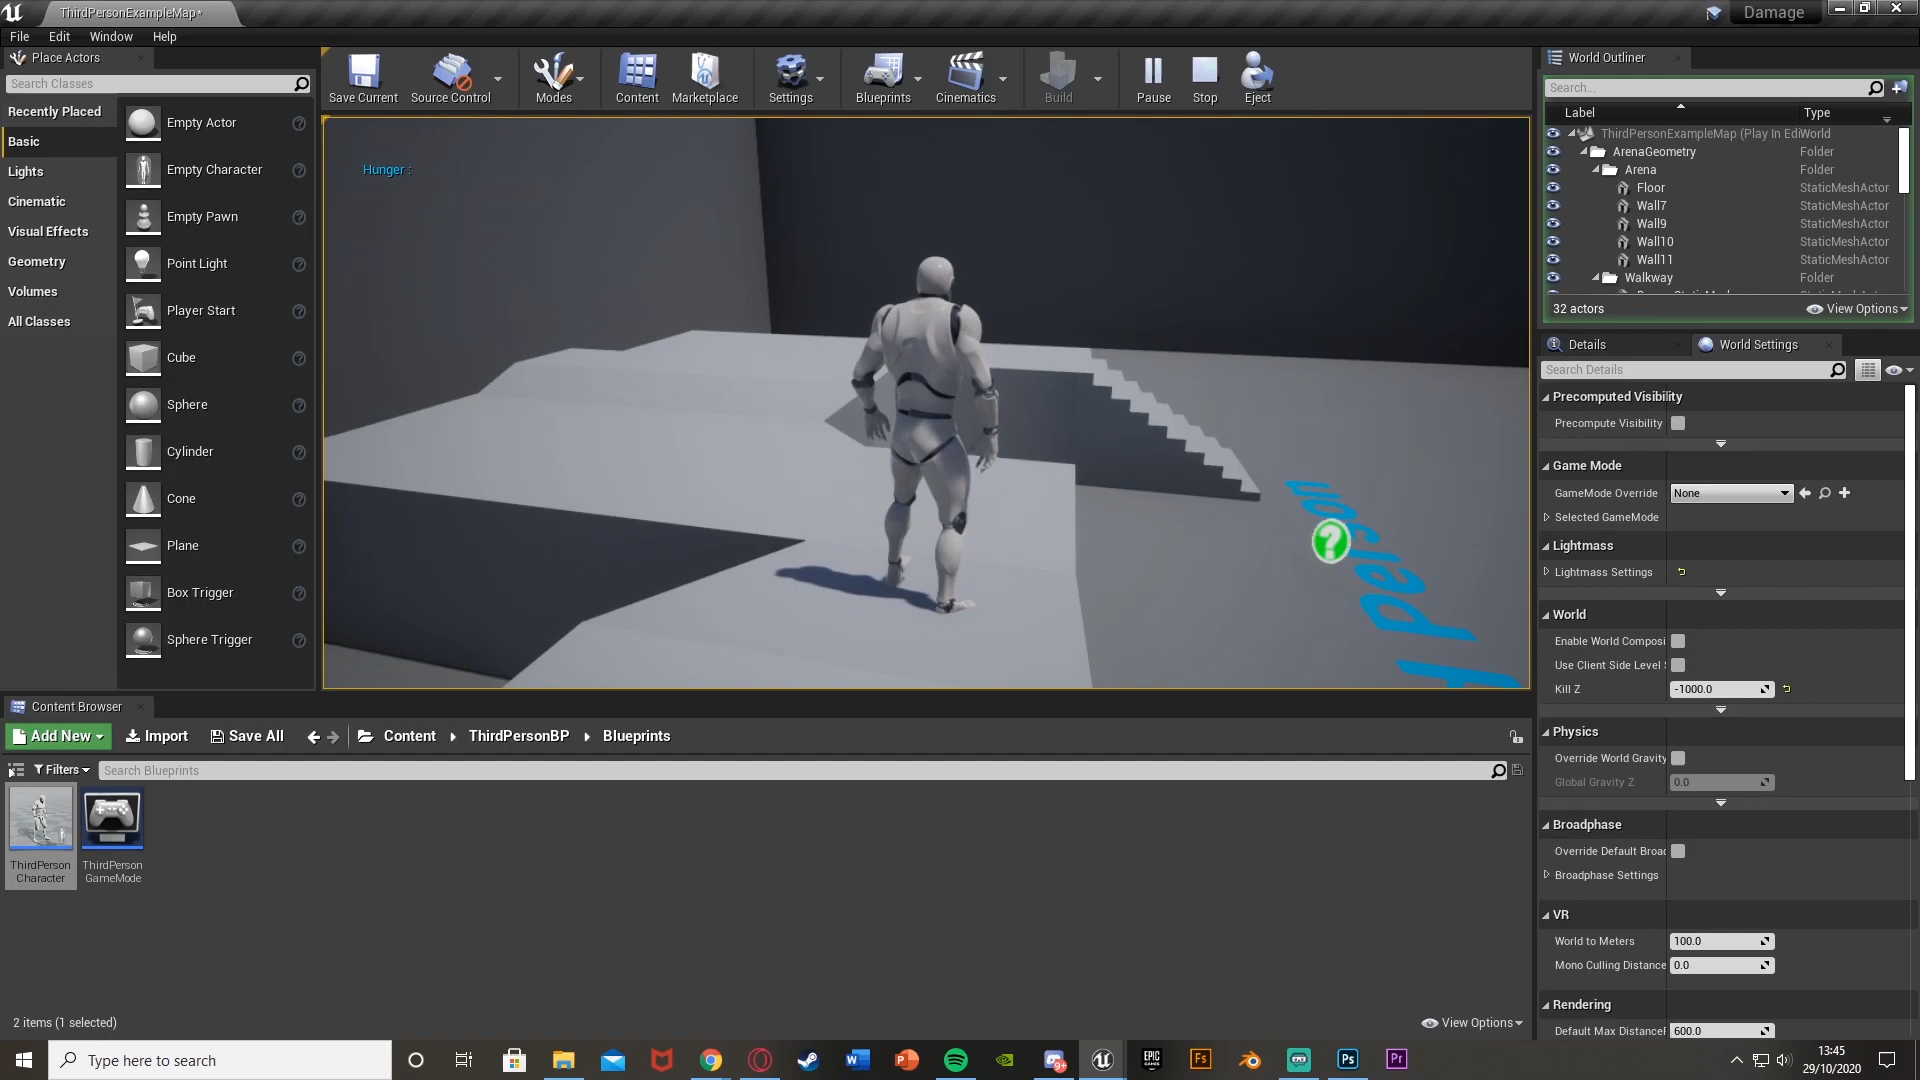 ThirdPersonExampleMap*
Damage
File Edit Window Help
Place Actors
Search Classes
Recently Placed
Basic
Lights
Cinematic
Visual Effects
Geometry
Volumes
All Classes
Empty Actor
Empty Character
Empty Pawn
Point Light
Player Start
Cube
Sphere
Cylinder
Cone
Plane
Box Trigger
Sphere Trigger
Save Current
Source Control
Modes
Content
Marketplace
Settings
Blueprints
Cinematics
Build
Pause
Stop
Eject
Hunger :
World Outliner
Search...
Label Type
ThirdPersonExampleMap (Play In Edi World
ArenaGeometry Folder
Arena Folder
Floor StaticMeshActor
Wall7 StaticMeshActor
Wall9 StaticMeshActor
Wall10 StaticMeshActor
Wall11 StaticMeshActor
Walkway Folder
32 actors
View Options
Details
World Settings
Search Details
Precomputed Visibility
Precompute Visibility
Game Mode
GameMode Override None
Selected GameMode
Lightmass
Lightmass Settings
World
Enable World Composi
Use Client Side Level
Kill Z -1000.0
Physics
Override World Gravity
Global Gravity Z 0.0
Broadphase
Override Default Broad
Broadphase Settings
VR
World to Meters 100.0
Mono Culling Distance 0.0
Rendering
Default Max DistanceF 600.0
Content Browser
Add New Import Save All Content ThirdPersonBP Blueprints
Filters Search Blueprints
ThirdPerson
Character
ThirdPerson
GameMode
2 items (1 selected)
View Options
Type here to search
13:45
29/10/2020